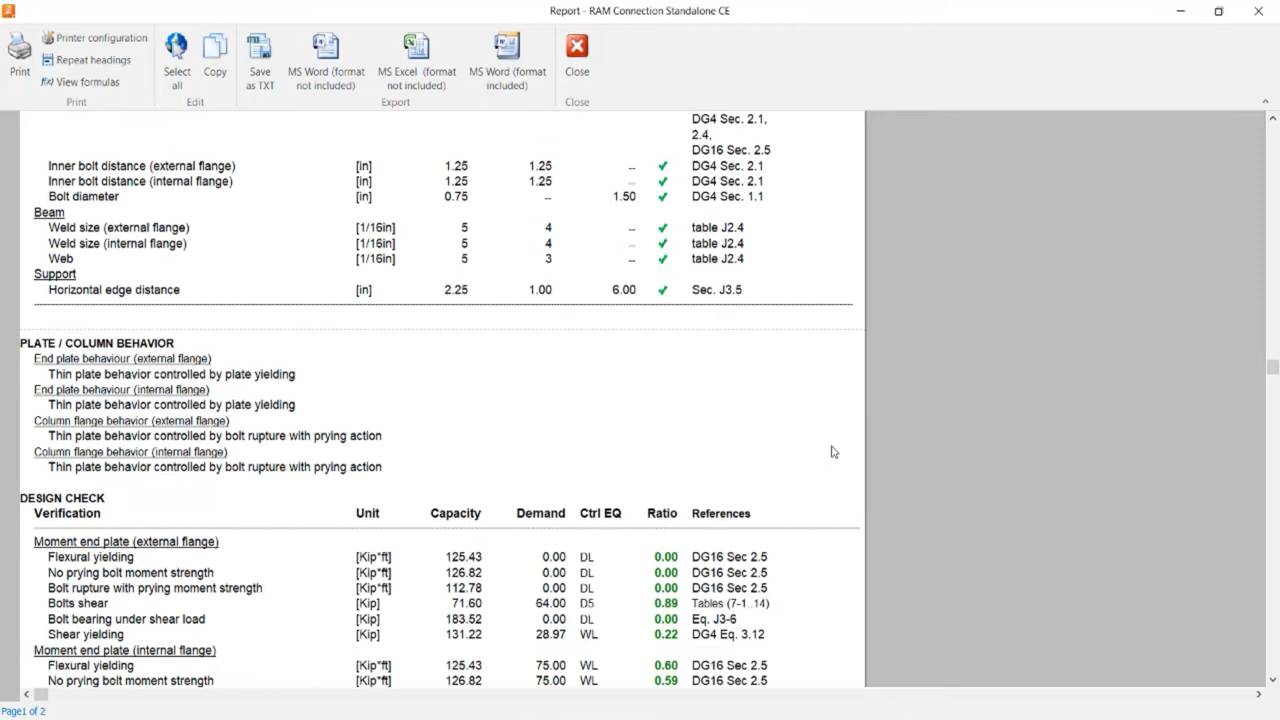 Report - RAM Connection Standalone CE
Print
Printer configuration
Repeat headings
f(x) View formulas
Print
Select all
Copy
Edit
Save as TXT
MS Word (format not included)
MS Excel (format not included)
MS Word (format included)
Export
Close
Close
DG4 Sec. 2.1,
2.4,
DG16 Sec. 2.5
Inner bolt distance (external flange) [in] 1.25 1.25 -- ✓ DG4 Sec. 2.1
Inner bolt distance (internal flange) [in] 1.25 1.25 -- ✓ DG4 Sec. 2.1
Bolt diameter [in] 0.75 -- 1.50 ✓ DG4 Sec. 1.1
Beam
Weld size (external flange) [1/16in] 5 4 -- ✓ table J2.4
Weld size (internal flange) [1/16in] 5 4 -- ✓ table J2.4
Web [1/16in] 5 3 -- ✓ table J2.4
Support
Horizontal edge distance [in] 2.25 1.00 6.00 ✓ Sec. J3.5
PLATE / COLUMN BEHAVIOR
End plate behaviour (external flange)
Thin plate behavior controlled by plate yielding
End plate behaviour (internal flange)
Thin plate behavior controlled by plate yielding
Column flange behavior (external flange)
Thin plate behavior controlled by bolt rupture with prying action
Column flange behavior (internal flange)
Thin plate behavior controlled by bolt rupture with prying action
DESIGN CHECK
Verification Unit Capacity Demand Ctrl EQ Ratio References
Moment end plate (external flange)
Flexural yielding [Kip*ft] 125.43 0.00 DL 0.00 DG16 Sec 2.5
No prying bolt moment strength [Kip*ft] 126.82 0.00 DL 0.00 DG16 Sec 2.5
Bolt rupture with prying moment strength [Kip*ft] 112.78 0.00 DL 0.00 DG16 Sec 2.5
Bolts shear [Kip] 71.60 64.00 D5 0.89 Tables (7-1..14)
Bolt bearing under shear load [Kip] 183.52 0.00 DL 0.00 Eq. J3-6
Shear yielding [Kip] 131.22 28.97 WL 0.22 DG4 Eq. 3.12
Moment end plate (internal flange)
Flexural yielding [Kip*ft] 125.43 75.00 WL 0.60 DG16 Sec 2.5
No prying bolt moment strength [Kip*ft] 126.82 75.00 WL 0.59 DG16 Sec 2.5
Page1 of 2